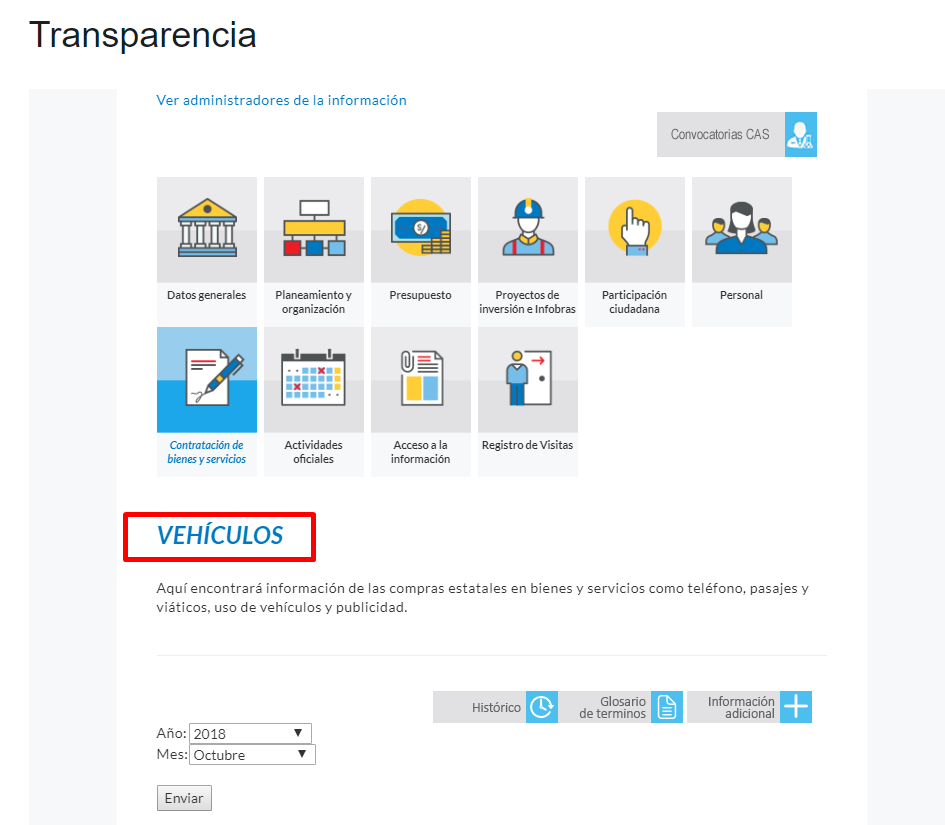 Transparencia
Ver administradores de la información
Convocatorias CAS
Datos generales
Planeamiento y
organización
Presupuesto
S/
Proyectos de
inversión e Infobras
Participación
ciudadana
Personal
Contratación de
bienes y servicios
Actividades
oficiales
Acceso a la
información
Registro de Visitas
VEHÍCULOS
Aquí encontrará información de las compras estatales en bienes y servicios como teléfono, pasajes y
viáticos, uso de vehículos y publicidad.
Histórico
Glosario
de terminos
Información
adicional
Año: 2018
Mes: Octubre
Enviar